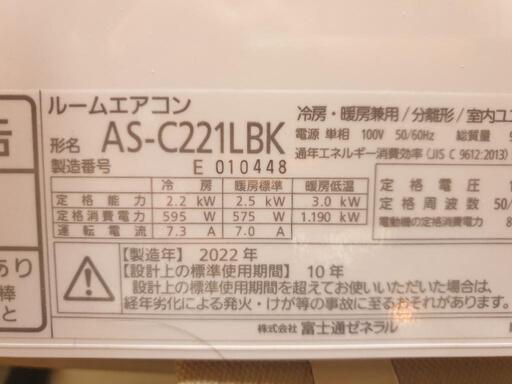 ルームエアコン
形名 AS-C221LBK
製造番号 E 010448
冷房・暖房兼用/分離形/室内ユニ
電源 単相 100V 50/60Hz 総質量 9
通年エネルギー消費効率(JIS C 9612:2013)
冷 房 暖房標準 暖房低温
定格能力 2.2 kW 2.5 kW 3.0 kW
定格消費電力 595 W 575 W 1.190 kW
運転電流 7.3 A 7.0 A
定格電圧 1
定格周波数 50/
電動機の定格消費電力 8
あり
棒
と
【製造年】2022 年
【設計上の標準使用期間】10 年
設計上の標準使用期間を超えてお使いいただいた場合は、
経年劣化による発火・けが等の事故に至るおそれがあり
株式会社 富士通ゼネラル